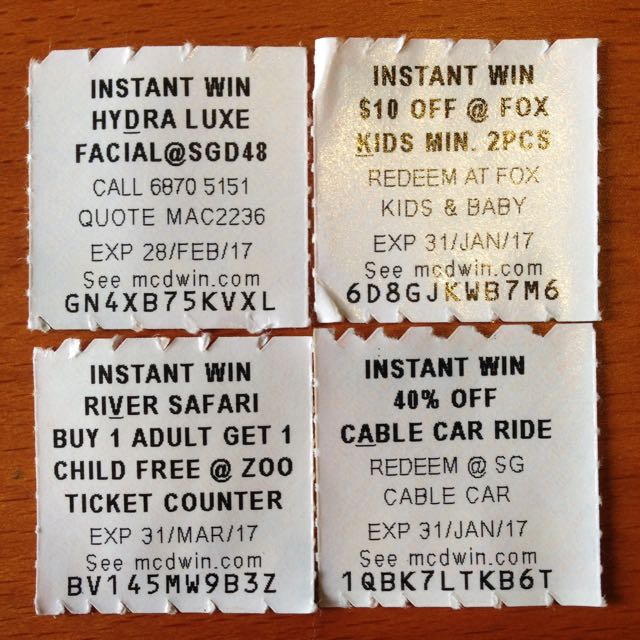 INSTANT WIN
HYDRA LUXE
FACIAL@SGD48
CALL 6870 5151
QUOTE MAC2236
EXP 28/FEB/17
See mcdwin.com
GN4XB75KVXL
INSTANT WIN
$10 OFF @ FOX
KIDS MIN. 2PCS
REDEEM AT FOX
KIDS & BABY
EXP 31/JAN/17
See mcdwin.com
6D8GJKWB7M6
INSTANT WIN
RIVER SAFARI
BUY 1 ADULT GET 1
CHILD FREE @ ZOO
TICKET COUNTER
EXP 31/MAR/17
See mcdwin.com
BV145MW9B3Z
INSTANT WIN
40% OFF
CABLE CAR RIDE
REDEEM @ SG
CABLE CAR
EXP 31/JAN/17
See mcdwin.com
1QBK7LTKB6T